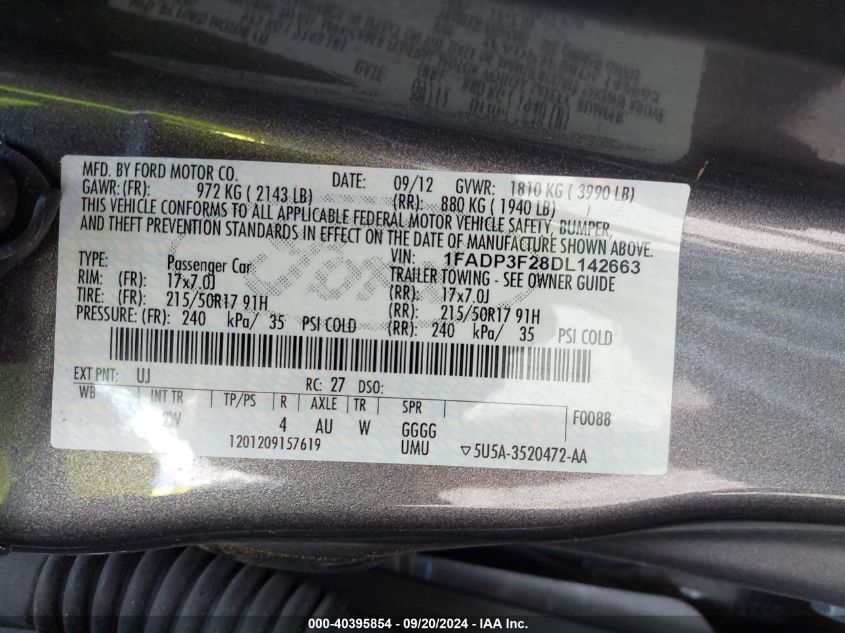 MFD. BY FORD MOTOR CO. DATE: 09/12 GVWR: 1810 KG ( 3990 LB)
GAWR: (FR): 972 KG ( 2143 LB) (RR): 880 KG ( 1940 LB) )
THIS VEHICLE CONFORMS TO ALL APPLICABLE FEDERAL MOTOR VEHICLE SAFETY, BUMPER,
AND THEFT PREVENTION STANDARDS IN EFFECT ON THE DATE OF MANUFACTURE SHOWN ABOVE.
VIN: 1FADP3F28DL142663
TYPE: Passenger Car TRAILER TOWING - SEE OWNER GUIDE
RIM: (FR): 17x7.0J (RR): 17x7.0J
TIRE: (FR): 215/50R17 91H (RR): 215/50R17 91H
PRESSURE: (FR): 240 kPa/ 35 PSI COLD (RR): 240 kPa/ 35 PSI COLD
EXT PNT: UJ RC: 27 DSO:
WB INT TR TP/PS R AXLE TR SPR F0088
4 AU W GGGG
1201209157619 UMU ▽5U5A-3520472-AA
000-40395854 - 09/20/2024 - IAA Inc.